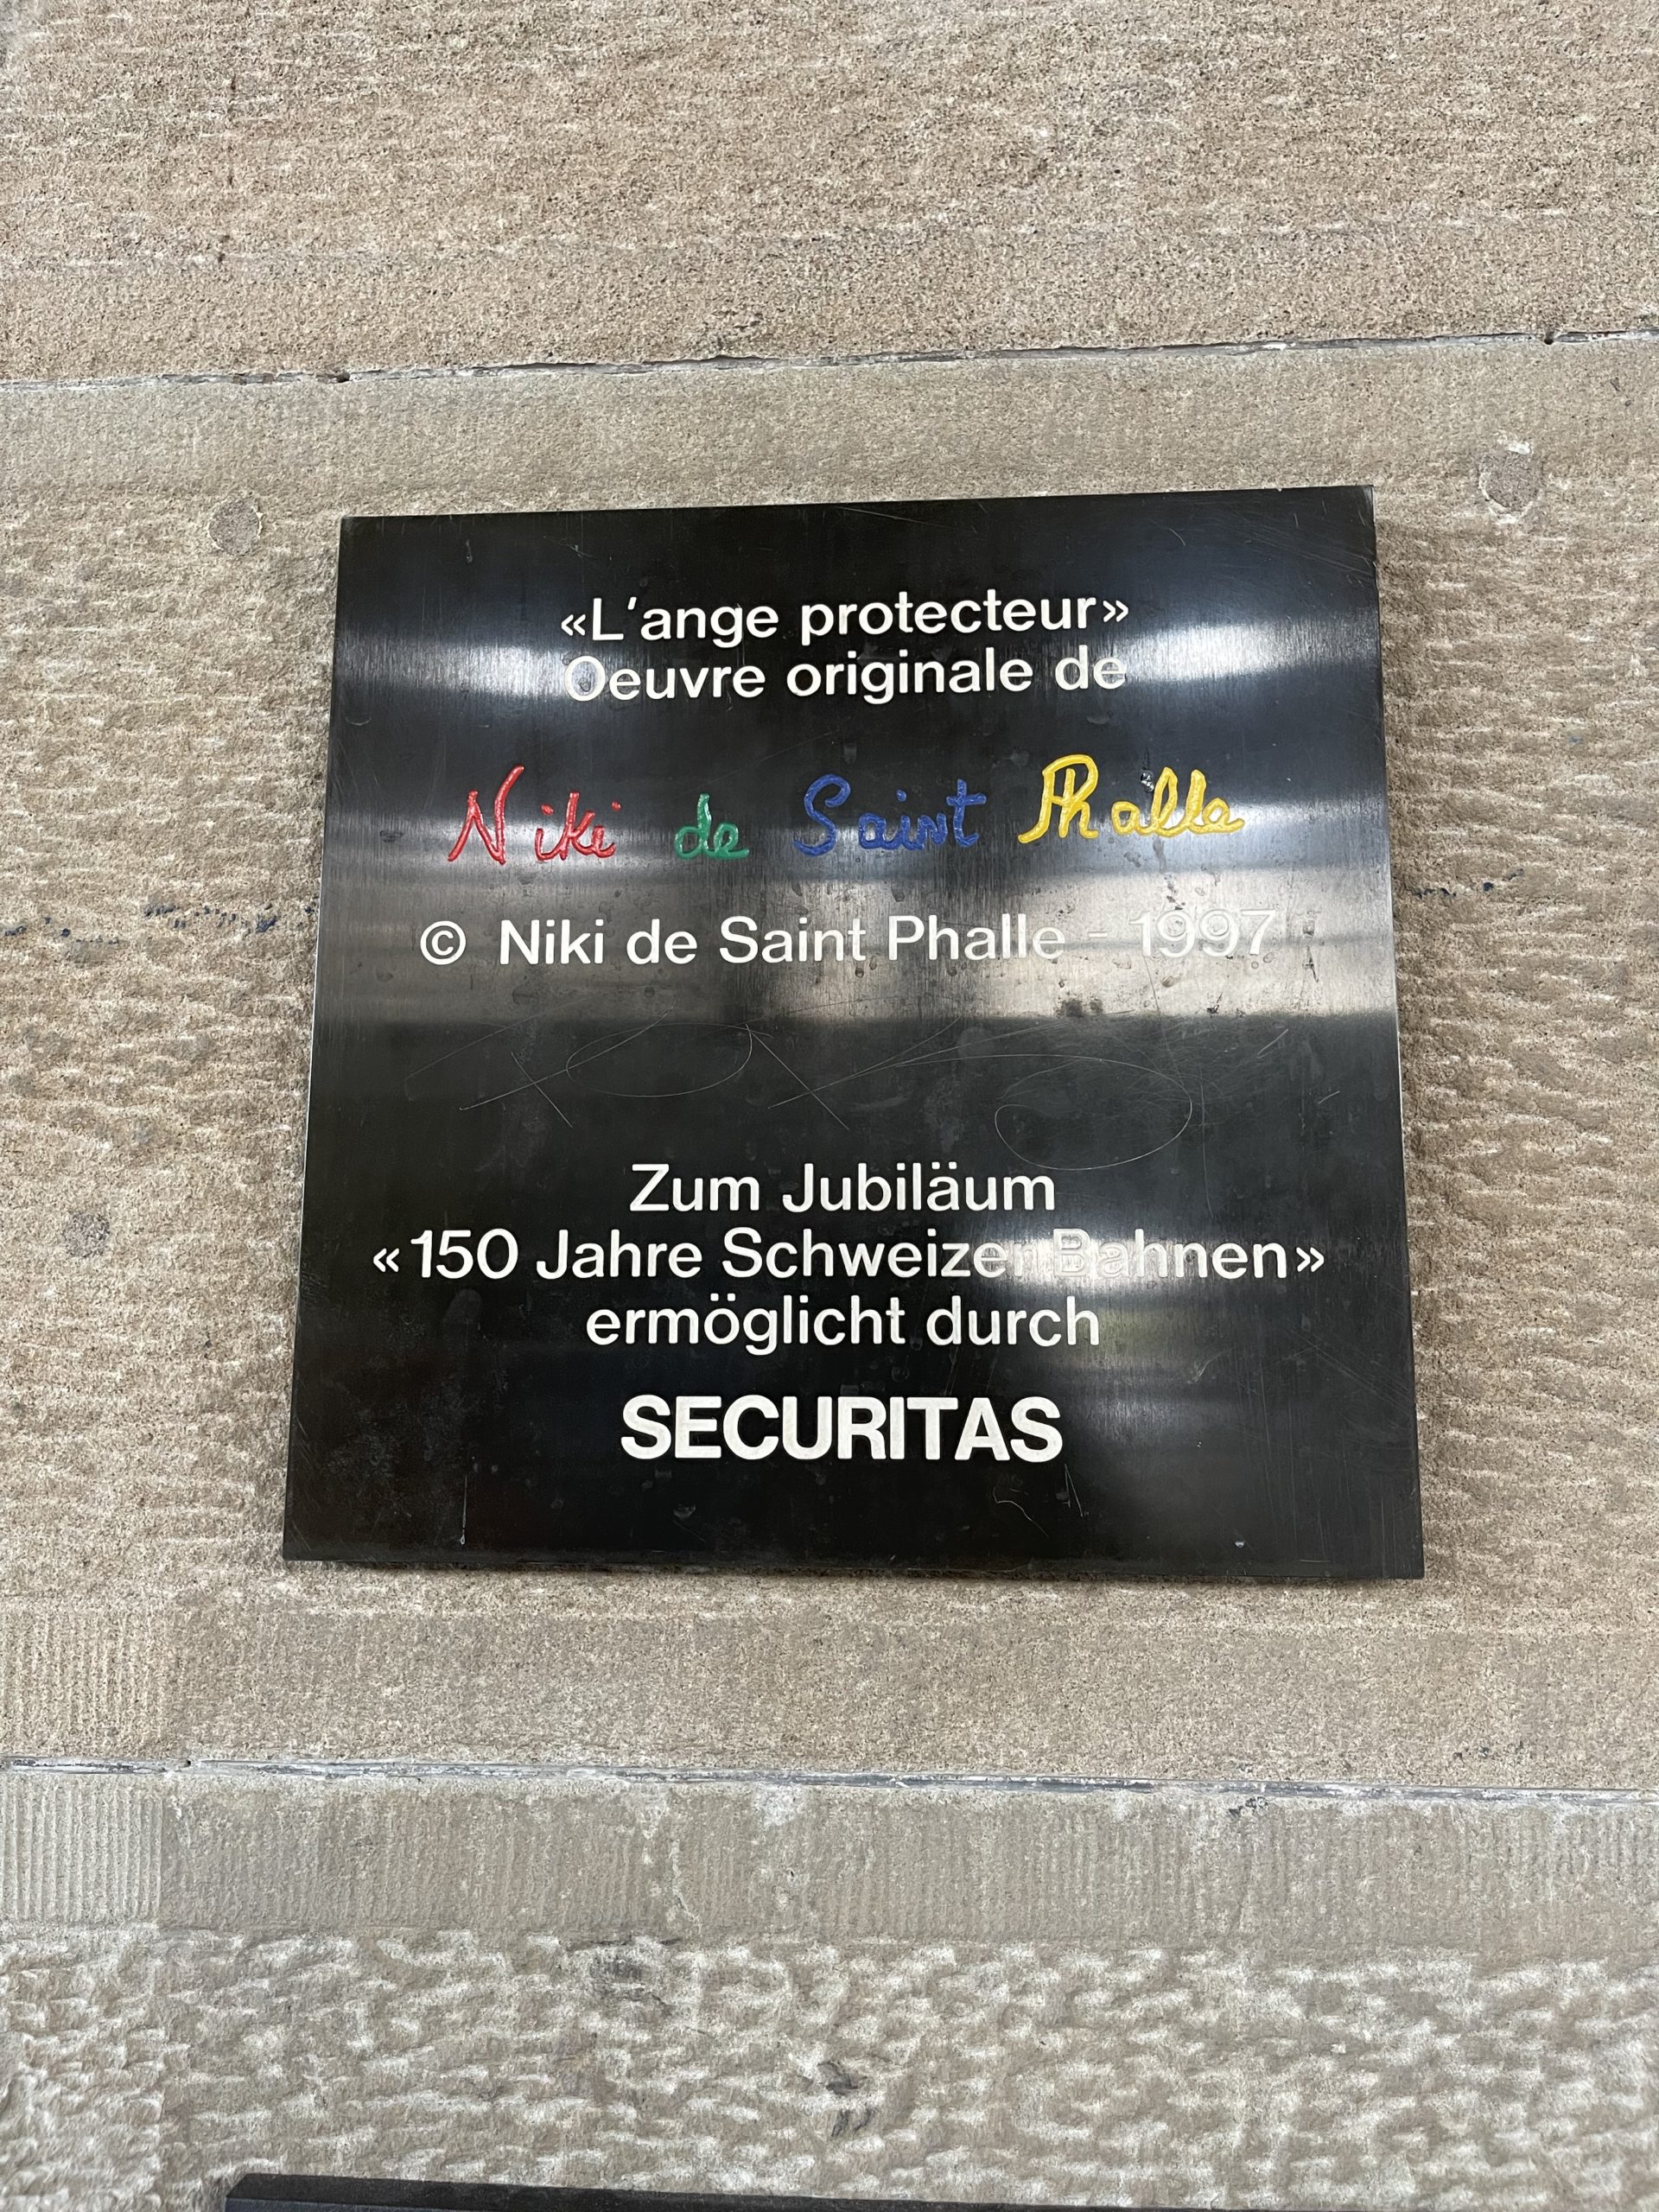 «L'ange protecteur»
Oeuvre originale de
Niki de Saint Phalle
© Niki de Saint Phalle - 1997
Zum Jubiläum
«150 Jahre Schweizer Bahnen»
ermöglicht durch
SECURITAS